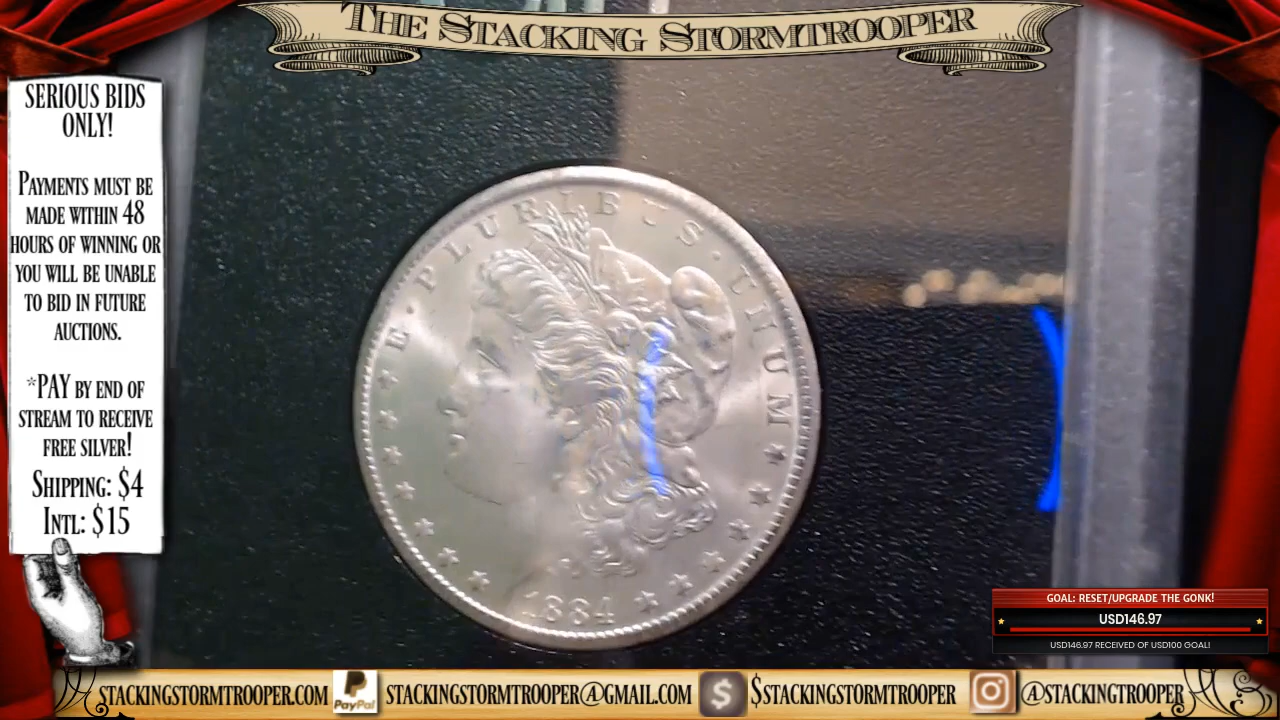 THE STACKING STORMTROOPER
SERIOUS BIDS
ONLY!
PAYMENTS MUST BE
MADE WITHIN 48
HOURS OF WINNING OR
YOU WILL BE UNABLE
TO BID IN FUTURE
AUCTIONS.
*PAY BY END OF
STREAM TO RECEIVE
FREE SILVER!
SHIPPING: $4
INTL: $15
E·PLURIBUS·UNUM
1884
GOAL: RESET/UPGRADE THE GONK!
USD146.97
USD146.97 RECEIVED OF USD100 GOAL!
STACKINGSTORMTROOPER.COM
PayPal
STACKINGSTORMTROOPER@GMAIL.COM
$
$STACKINGSTORMTROOPER
@STACKINGTROOPER